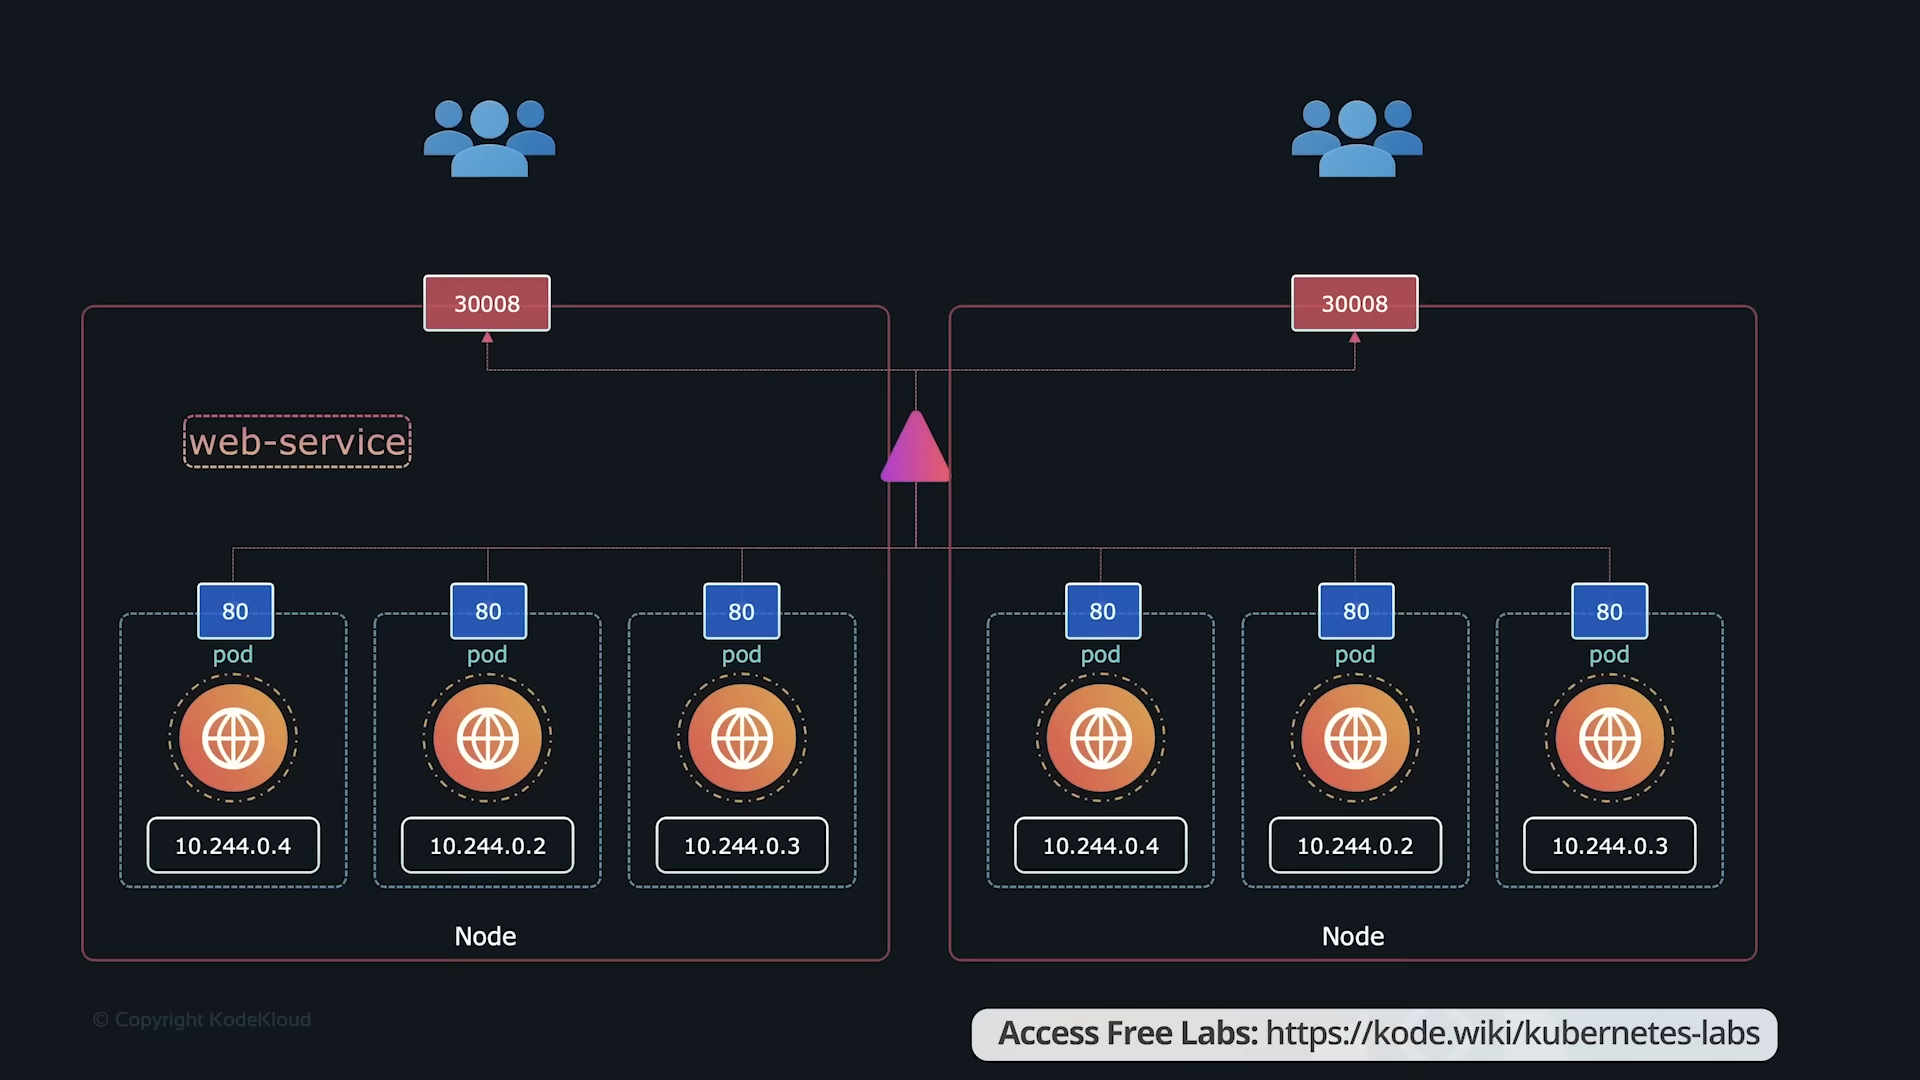 30008
30008
web-service
80
80
80
80
80
80
pod
pod
pod
pod
pod
pod
10.244.0.4
10.244.0.2
10.244.0.3
10.244.0.4
10.244.0.2
10.244.0.3
Node
Node
© Copyright KodeKloud
Access Free Labs: https://kode.wiki/kubernetes-labs